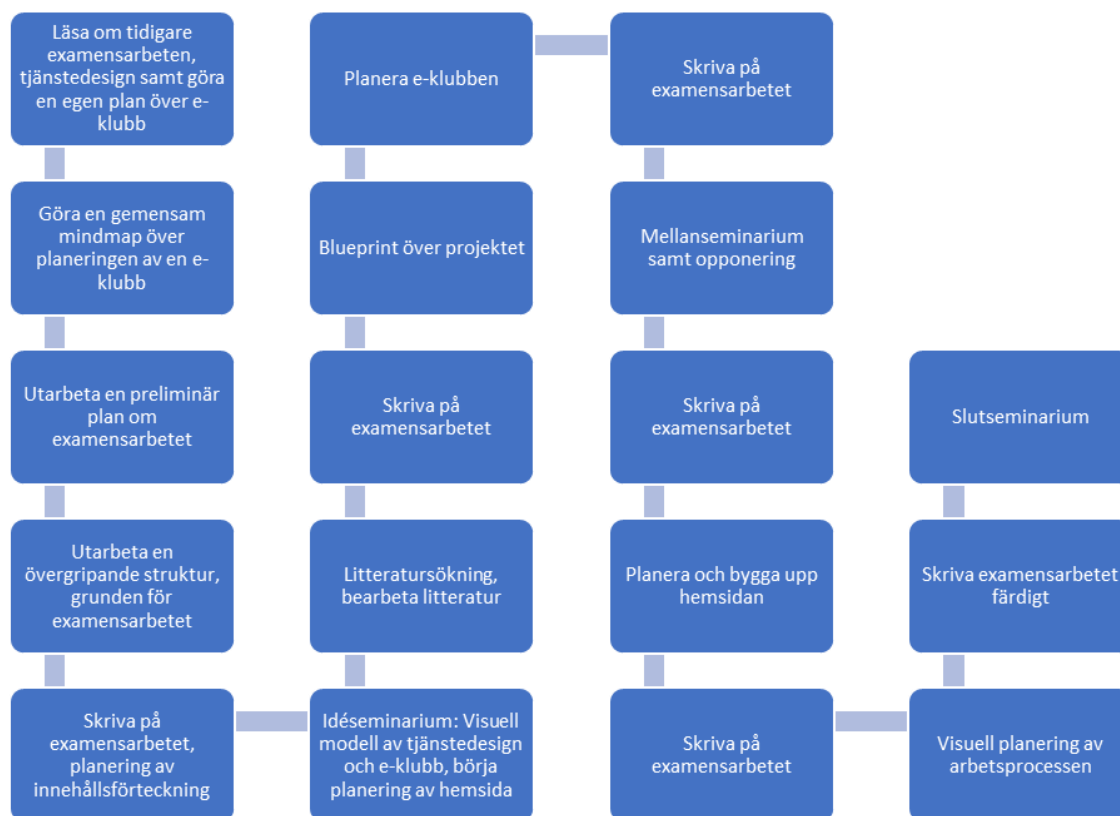 Läsa om tidigare
examensarbeten,
tjänstedesign samt göra
en egen plan över e-
klubb
Göra en gemensam
mindmap över
planeringen av en e-
klubb
Utarbeta en preliminär
plan om
examensarbetet
Utarbeta en
övergripande struktur,
grunden för
examensarbetet
Skriva på
examensarbetet,
planering av
innehållsförteckning
Idéseminarium: Visuell
modell av tjänstedesign
och e-klubb, börja
planering av hemsida
Litteratursökning,
bearbeta litteratur
Skriva på
examensarbetet
Blueprint över projektet
Planera e-klubben
Skriva på
examensarbetet
Mellanseminarium
samt opponering
Skriva på
examensarbetet
Planera och bygga upp
hemsidan
Skriva på
examensarbetet
Visuell planering av
arbetsprocessen
Skriva examensarbetet
färdigt
Slutseminarium